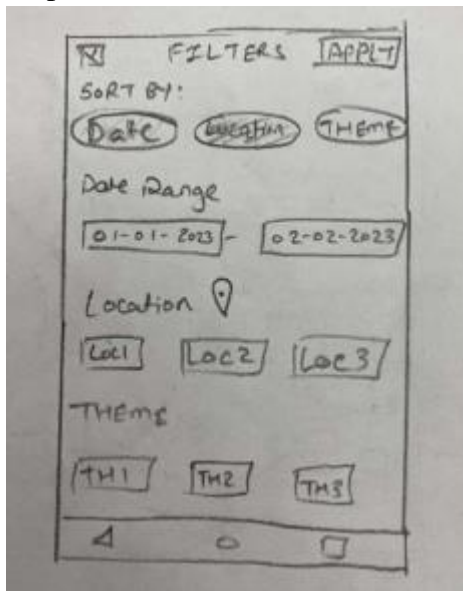 FILTERS APPLY
SORT BY:
Date Location THEME
Date Range
01-01-2023 - 02-02-2023
Location
Loc1 Loc2 Loc3
THEME
TH1 TH2 TH3